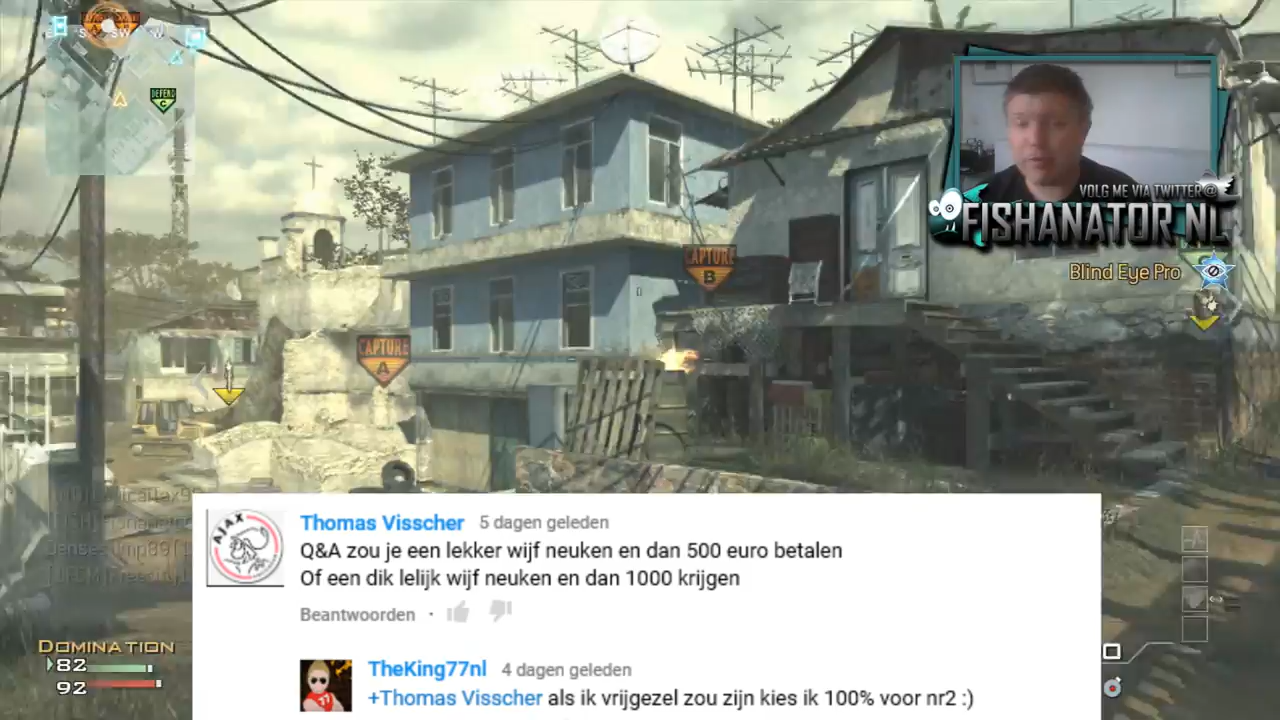 S SW W
DEFEND
C
VOLG ME VIA TWITTER @
FISHANATOR NL
Blind Eye Pro
CAPTURE
B
CAPTURE
A
AJAX
Thomas Visscher 5 dagen geleden
Q&A zou je een lekker wijf neuken en dan 500 euro betalen
Of een dik lelijk wijf neuken en dan 1000 krijgen
Beantwoorden ·
TheKing77nl 4 dagen geleden
+Thomas Visscher als ik vrijgezel zou zijn kies ik 100% voor nr2 :)
DOMINATION
82
92